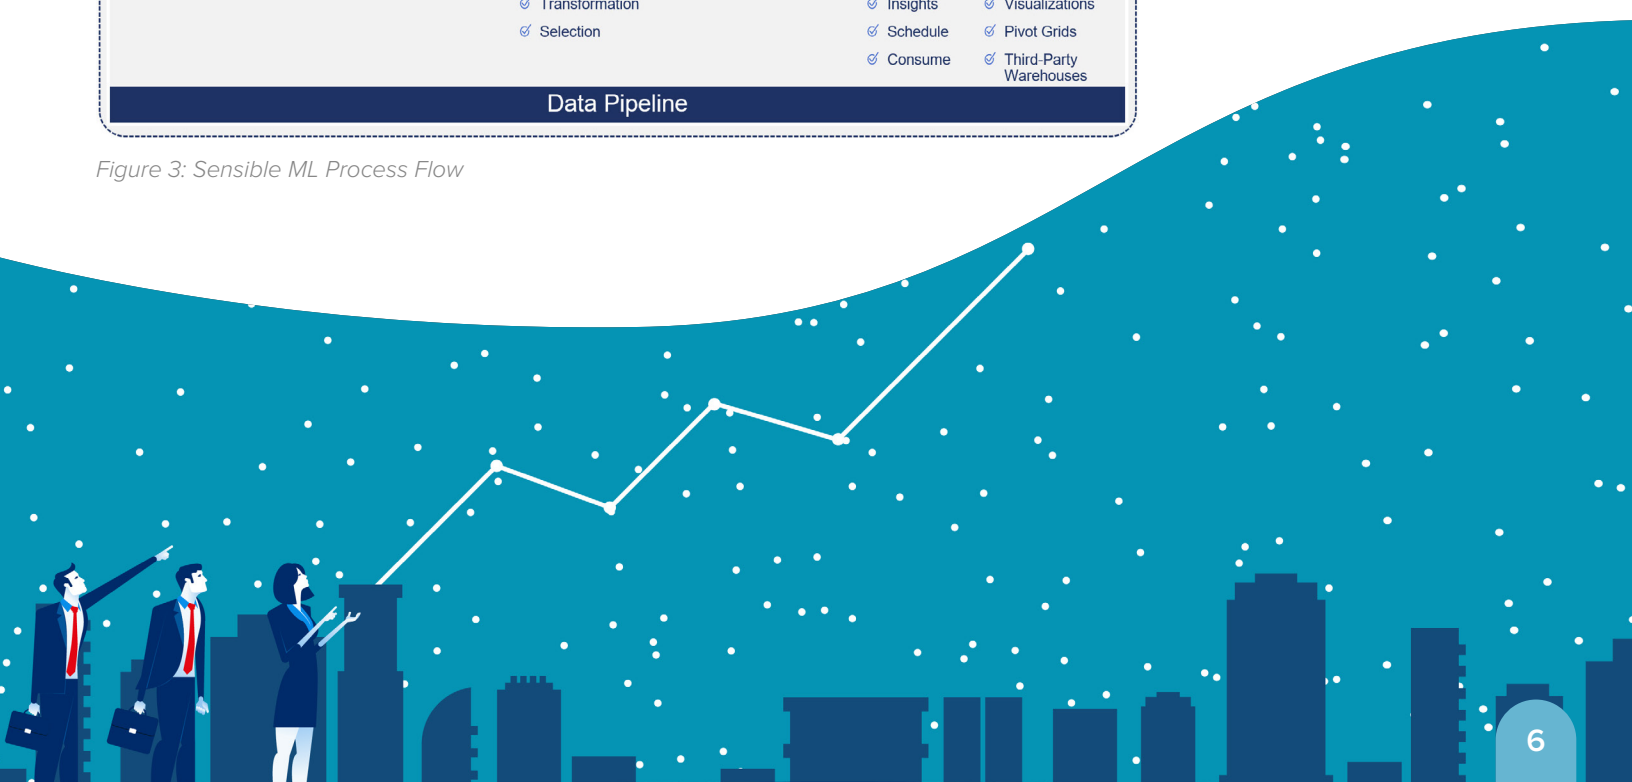 Transformation
Selection
Insights
Schedule
Consume
Visualizations
Pivot Grids
Third-Party
Warehouses
Data Pipeline
Figure 3: Sensible ML Process Flow
6